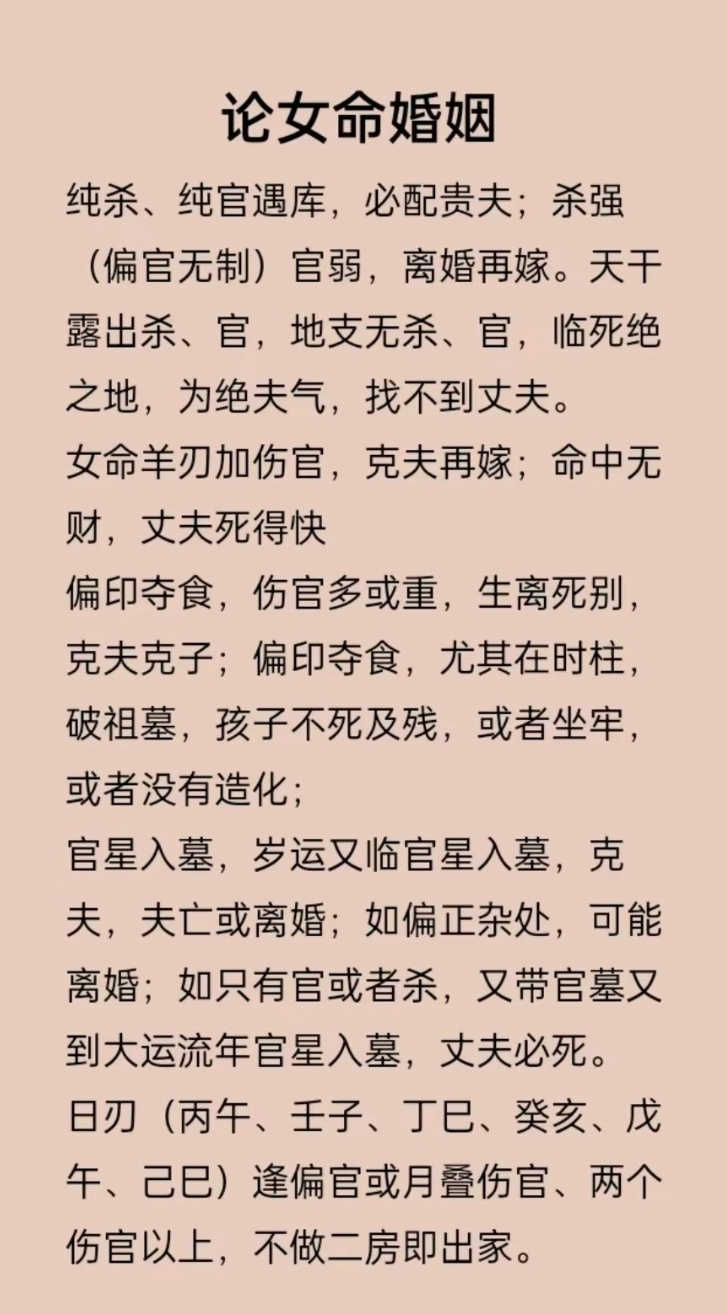 论女命婚姻
纯杀、纯官遇库，必配贵夫；杀强
（偏官无制）官弱，离婚再嫁。天干
露出杀、官，地支无杀、官，临死绝
之地，为绝夫气，找不到丈夫。
女命羊刃加伤官，克夫再嫁；命中无
财，丈夫死得快
偏印夺食，伤官多或重，生离死别，
克夫克子；偏印夺食，尤其在时柱，
破祖墓，孩子不死及残，或者坐牢，
或者没有造化；
官星入墓，岁运又临官星入墓，克
夫，夫亡或离婚；如偏正杂处，可能
离婚；如只有官或者杀，又带官墓又
到大运流年官星入墓，丈夫必死。
日刃（丙午、壬子、丁巳、癸亥、戊
午、己巳）逢偏官或月叠伤官、两个
伤官以上，不做二房即出家。